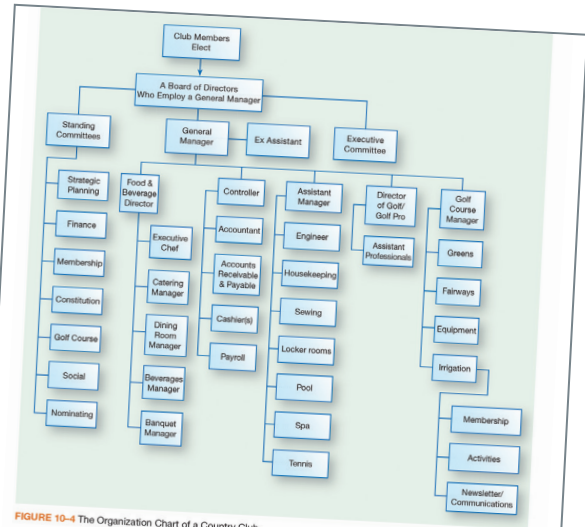 Club Members
Elect
A Board of Directors
Who Employ a General Manager
Standing
Committees
General
Manager
Ex Assistant
Executive
Committee
Strategic
Planning
Finance
Membership
Constitution
Golf Course
Social
Nominating
Food &
Beverage
Director
Executive
Chef
Catering
Manager
Dining
Room
Manager
Beverages
Manager
Banquet
Manager
Controller
Accountant
Accounts
Receivable
& Payable
Cashier(s)
Payroll
Assistant
Manager
Engineer
Housekeeping
Sewing
Locker rooms
Pool
Spa
Tennis
Director
of Golf/
Golf Pro
Assistant
Professionals
Golf
Course
Manager
Greens
Fairways
Equipment
Irrigation
Membership
Activities
Newsletter/
Communications
FIGURE 10–4 The Organization Chart of a Country Club